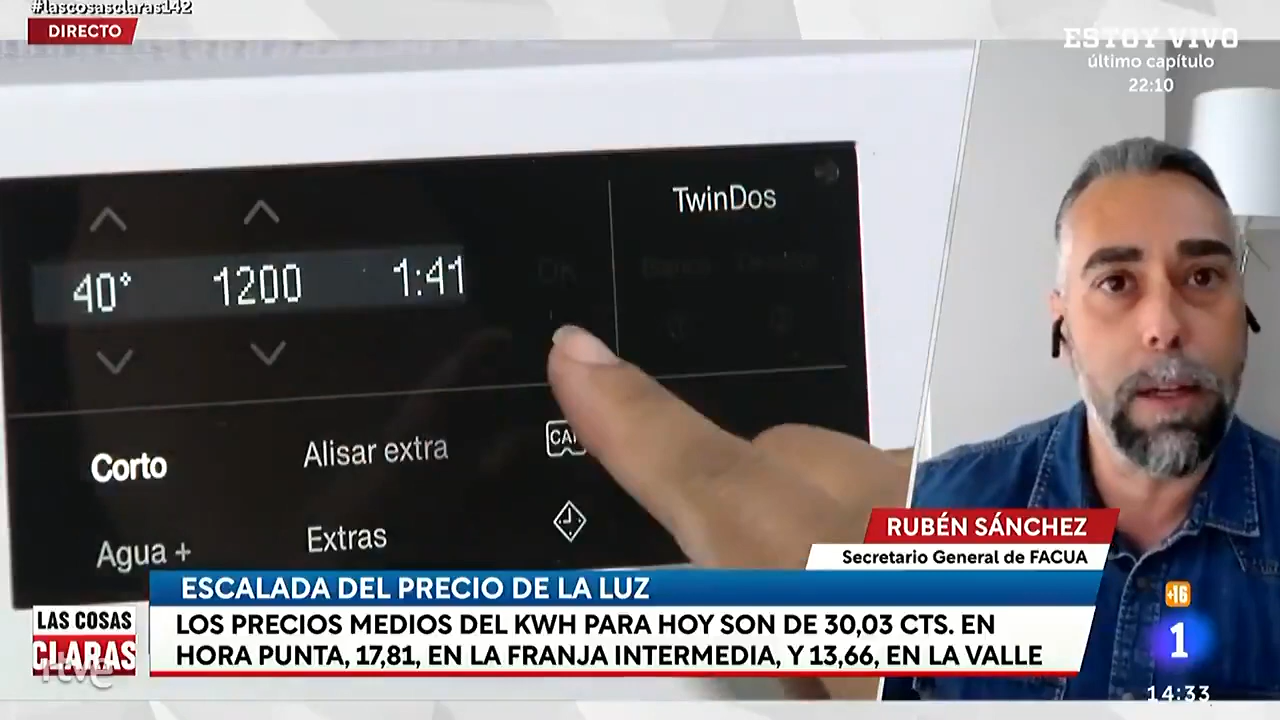 #lascosasclaras142
DIRECTO
ESTOY VIVO
último capítulo
22:10
TwinDos
40° 1200 1:41
OK
Corto
Alisar extra
Agua +
Extras
RUBÉN SÁNCHEZ
Secretario General de FACUA
ESCALADA DEL PRECIO DE LA LUZ
LOS PRECIOS MEDIOS DEL KWH PARA HOY SON DE 30,03 CTS. EN
HORA PUNTA, 17,81, EN LA FRANJA INTERMEDIA, Y 13,66, EN LA VALLE
LAS COSAS
CLARAS
rtve
+16
1
14:33